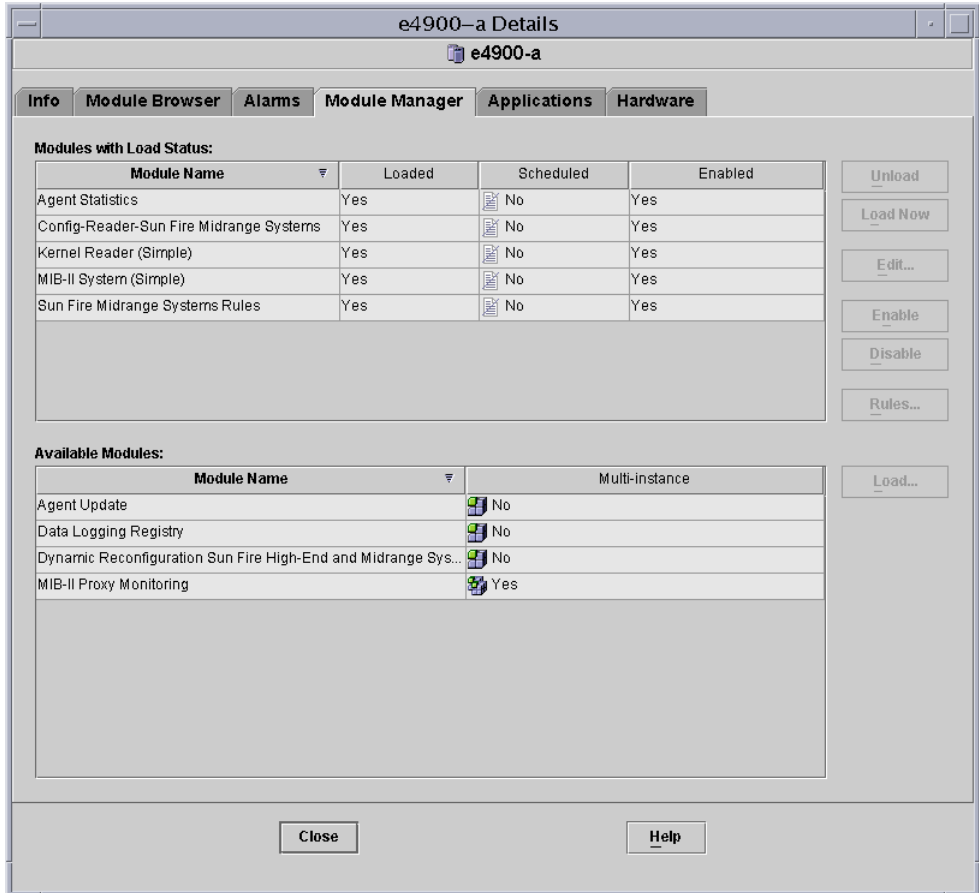 e4900–a Details
e4900-a
Info Module Browser Alarms Module Manager Applications Hardware
Modules with Load Status:
Module Name Loaded Scheduled Enabled
Agent Statistics Yes No Yes
Config-Reader-Sun Fire Midrange Systems Yes No Yes
Kernel Reader (Simple) Yes No Yes
MIB-II System (Simple) Yes No Yes
Sun Fire Midrange Systems Rules Yes No Yes
Unload
Load Now
Edit...
Enable
Disable
Rules...
Available Modules:
Module Name Multi-instance
Agent Update No
Data Logging Registry No
Dynamic Reconfiguration Sun Fire High-End and Midrange Sys... No
MIB-II Proxy Monitoring Yes
Load...
Close Help